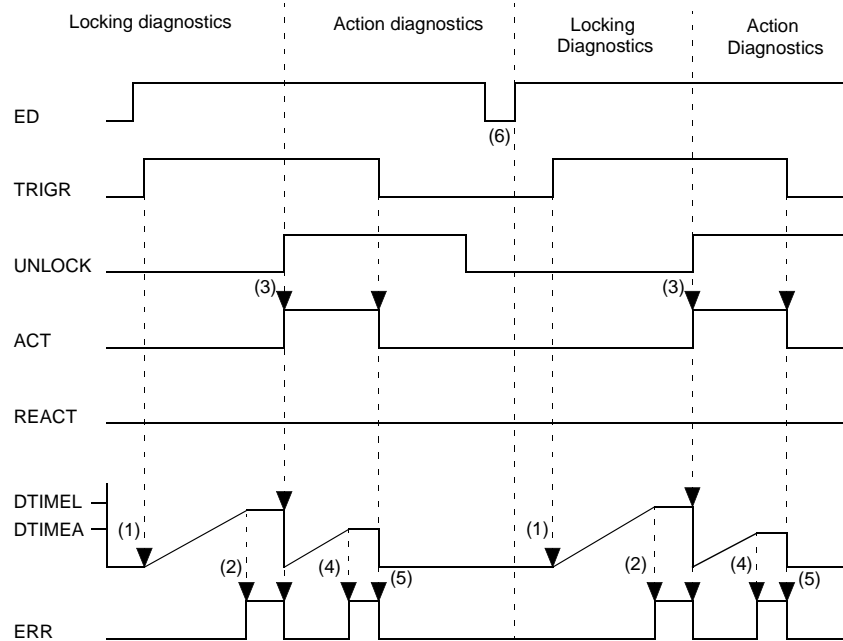 Locking diagnostics
Action diagnostics
Locking
Diagnostics
Action
Diagnostics
ED
(6)
TRIGR
UNLOCK
(3)
(3)
ACT
REACT
DTIMEL
DTIMEA
(1)
(1)
(2)
(4)
(5)
(2)
(4)
(5)
ERR